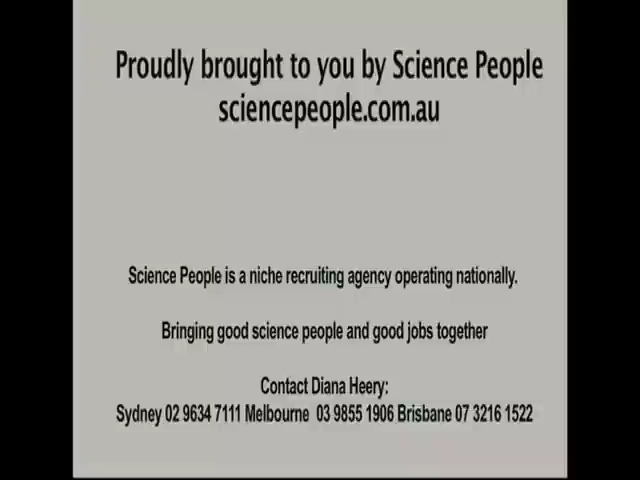 Proudly brought to you by Science People
sciencepeople.com.au
Science People is a niche recruiting agency operating nationally.
Bringing good science people and good jobs together
Contact Diana Heery:
Sydney 02 9634 7111 Melbourne 03 9855 1906 Brisbane 07 3216 1522